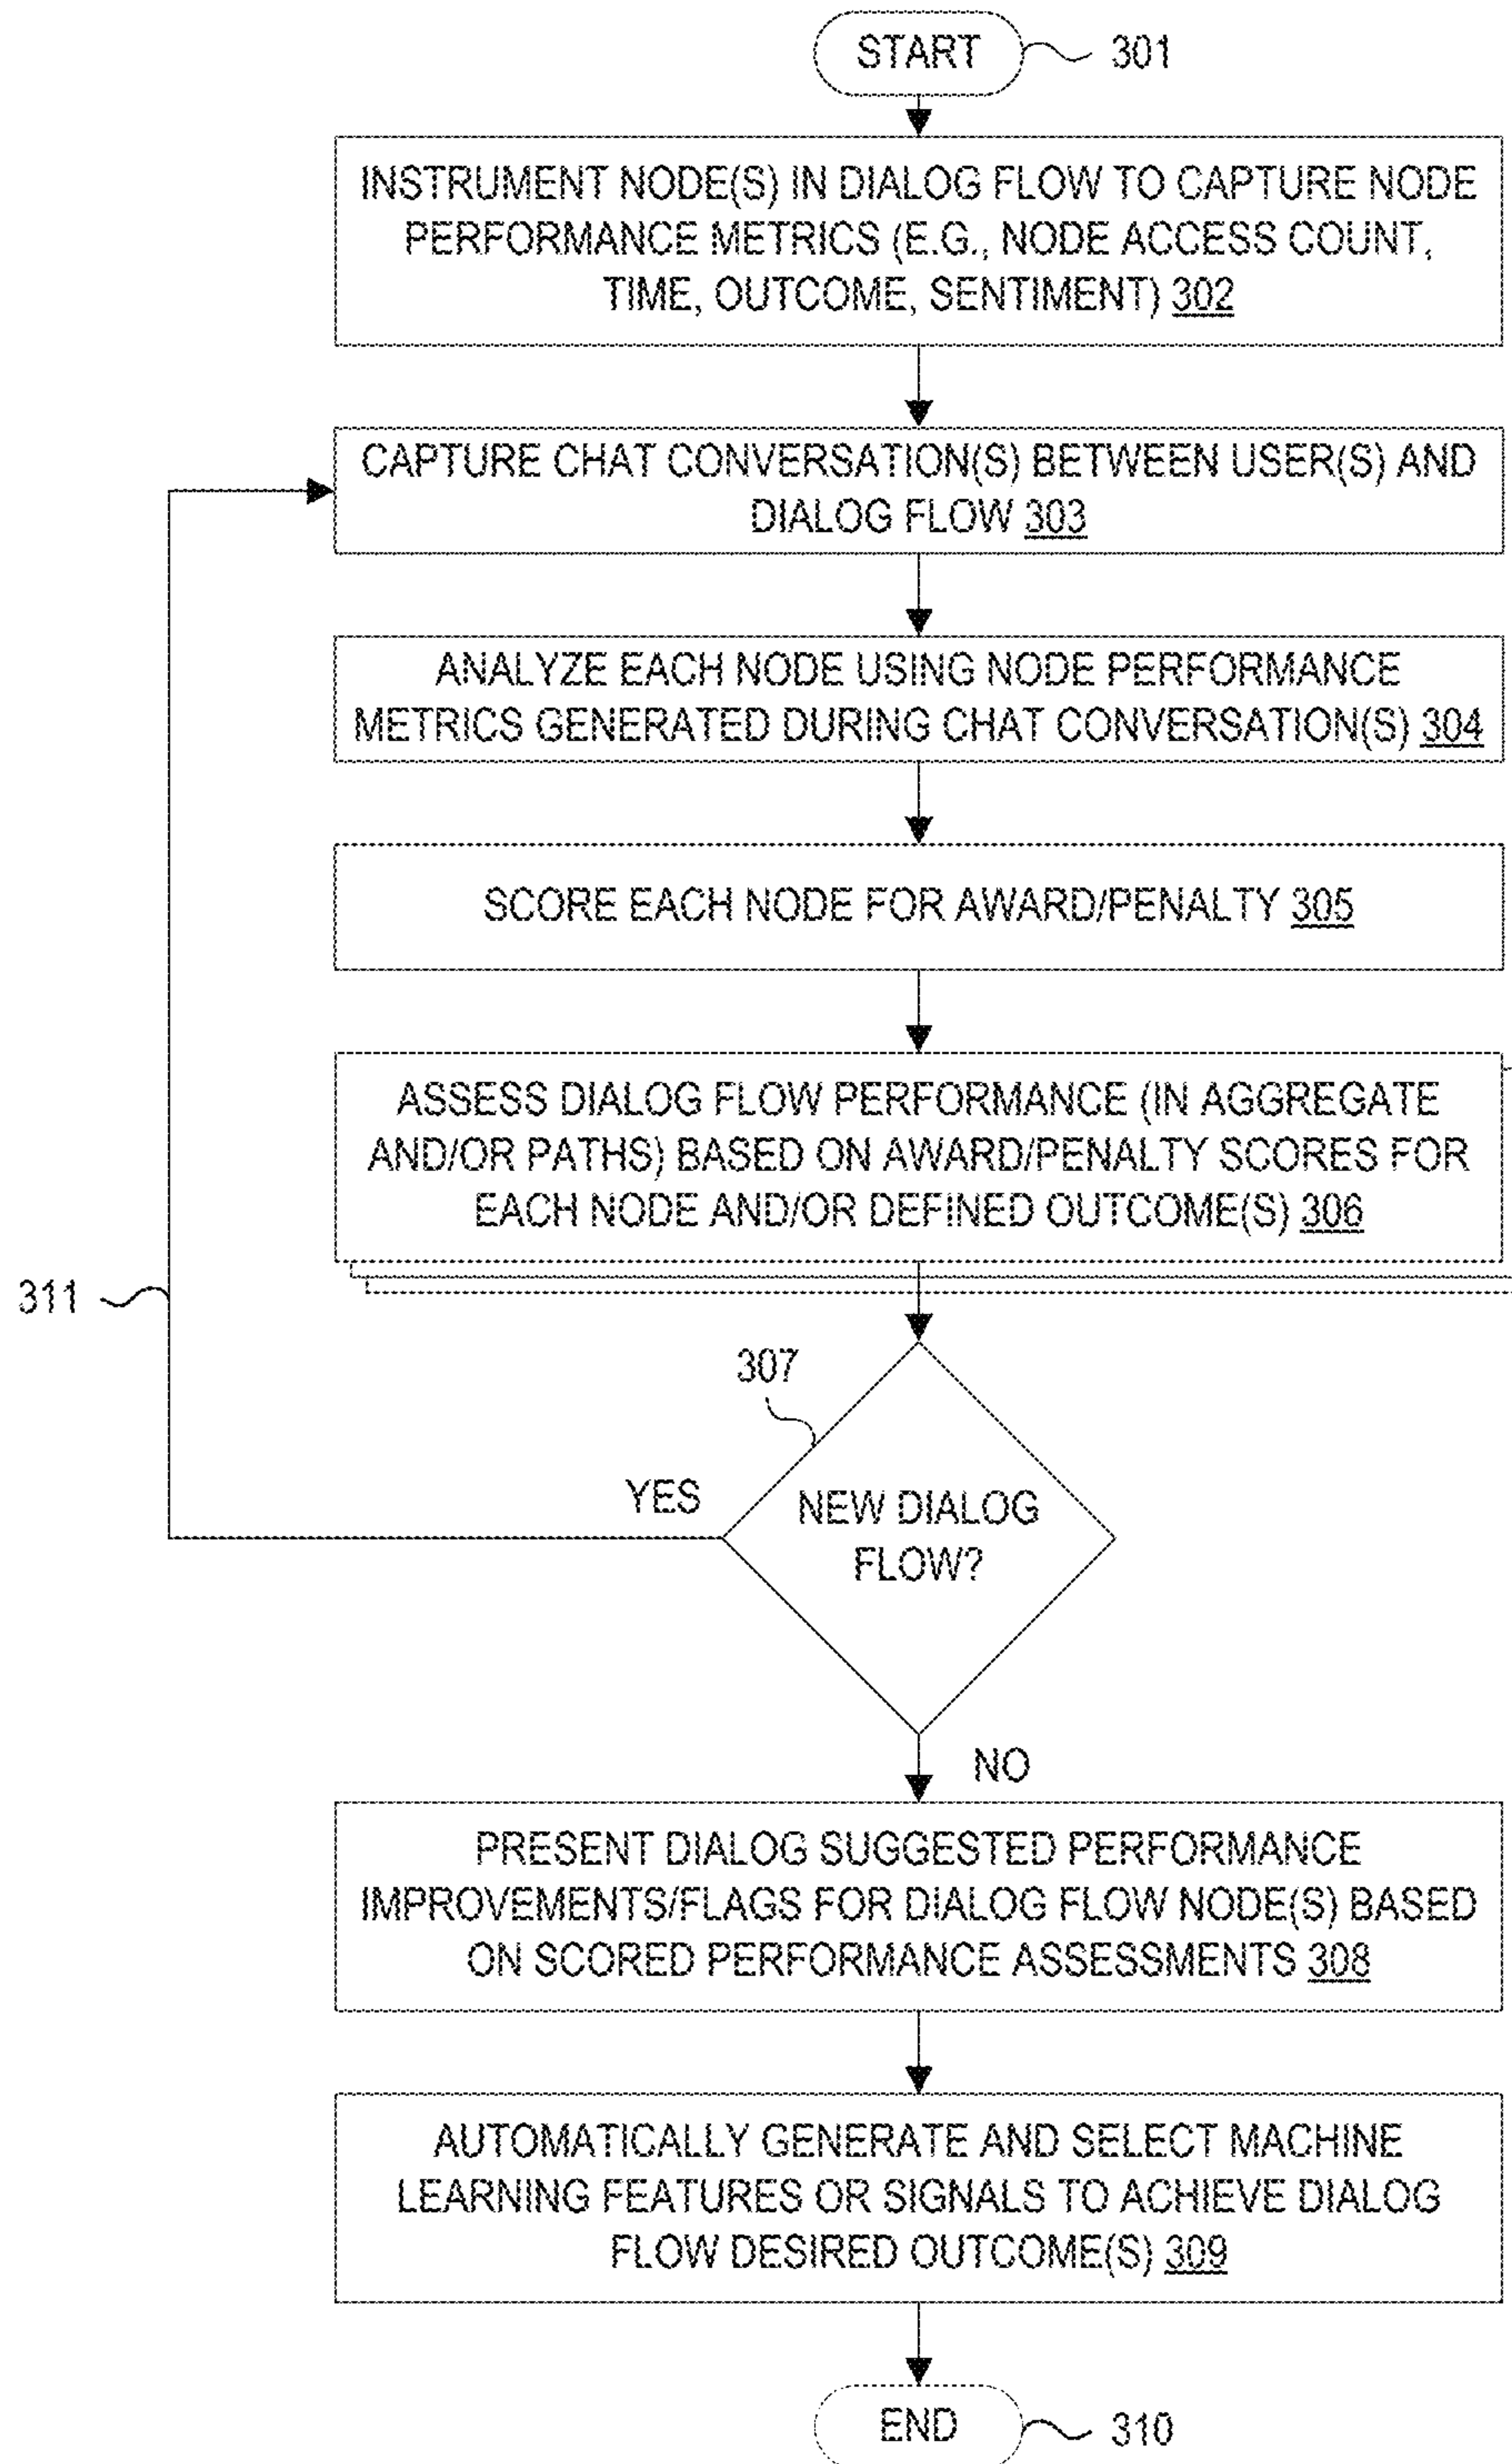 START 301
INSTRUMENT NODE(S) IN DIALOG FLOW TO CAPTURE NODE
PERFORMANCE METRICS (E.G., NODE ACCESS COUNT,
TIME, OUTCOME, SENTIMENT) 302
CAPTURE CHAT CONVERSATION(S) BETWEEN USER(S) AND
DIALOG FLOW 303
ANALYZE EACH NODE USING NODE PERFORMANCE
METRICS GENERATED DURING CHAT CONVERSATION(S) 304
SCORE EACH NODE FOR AWARD/PENALTY 305
ASSESS DIALOG FLOW PERFORMANCE (IN AGGREGATE
AND/OR PATHS) BASED ON AWARD/PENALTY SCORES FOR
EACH NODE AND/OR DEFINED OUTCOME(S) 306
311
307
YES
NEW DIALOG
FLOW?
NO
PRESENT DIALOG SUGGESTED PERFORMANCE
IMPROVEMENTS/FLAGS FOR DIALOG FLOW NODE(S) BASED
ON SCORED PERFORMANCE ASSESSMENTS 308
AUTOMATICALLY GENERATE AND SELECT MACHINE
LEARNING FEATURES OR SIGNALS TO ACHIEVE DIALOG
FLOW DESIRED OUTCOME(S) 309
END 310